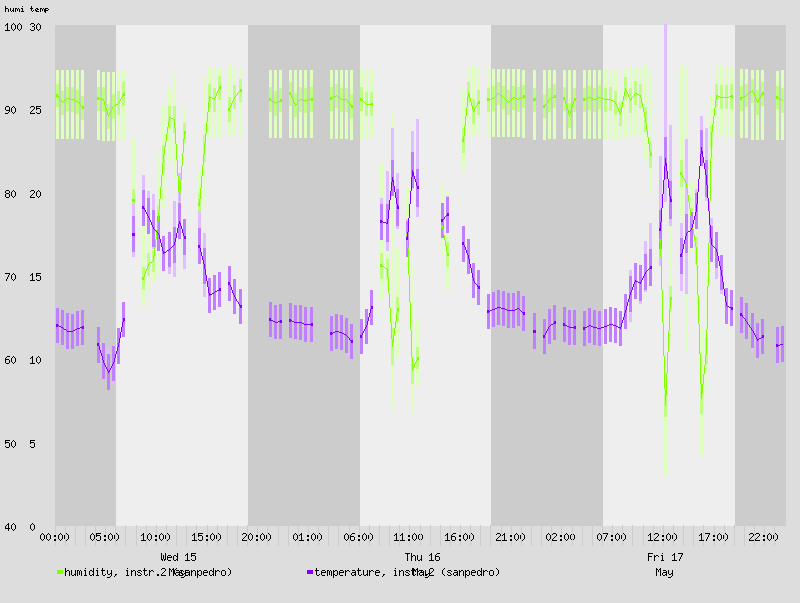 humi temp
100 30
90 25
80 20
70 15
60 10
50 5
40 0
00:00 05:00 10:00 15:00 20:00 01:00 06:00 11:00 16:00 21:00 02:00 07:00 12:00 17:00 22:00
Wed 15 Thu 16 Fri 17
May May May
humidity, instr.2 (sanpedro) temperature, instr.2 (sanpedro)